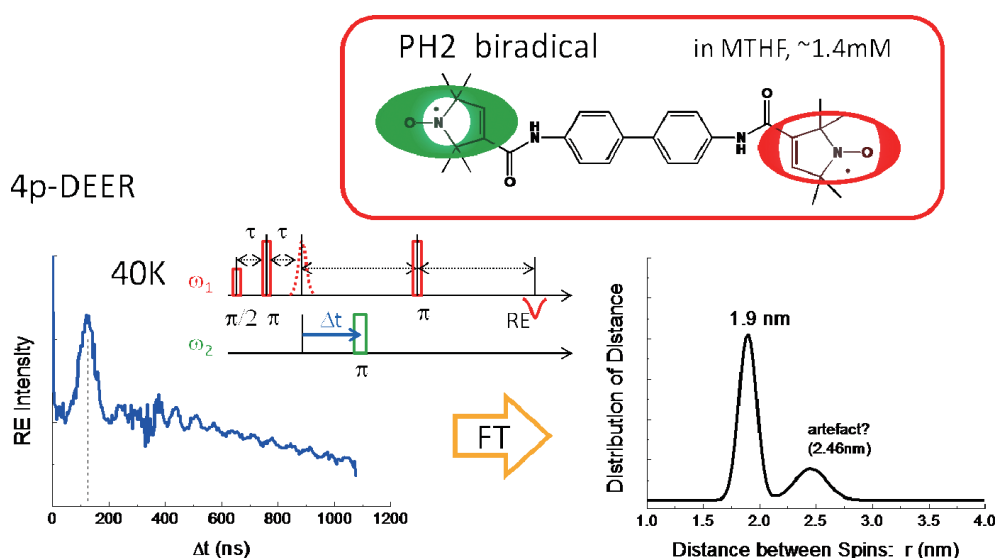 PH2 biradical
in MTHF, ~1.4mM
O N
N O
O
O
H
N
N
H
4p-DEER
40K
τ τ
ω1
π/2 π
π
RE
Δt
ω2
π
RE Intensity
0 200 400 600 800 1000 1200
Δt (ns)
FT
Distribution of Distance
1.9 nm
artefact?
(2.46nm)
1.0 1.5 2.0 2.5 3.0 3.5 4.0
Distance between Spins: r (nm)